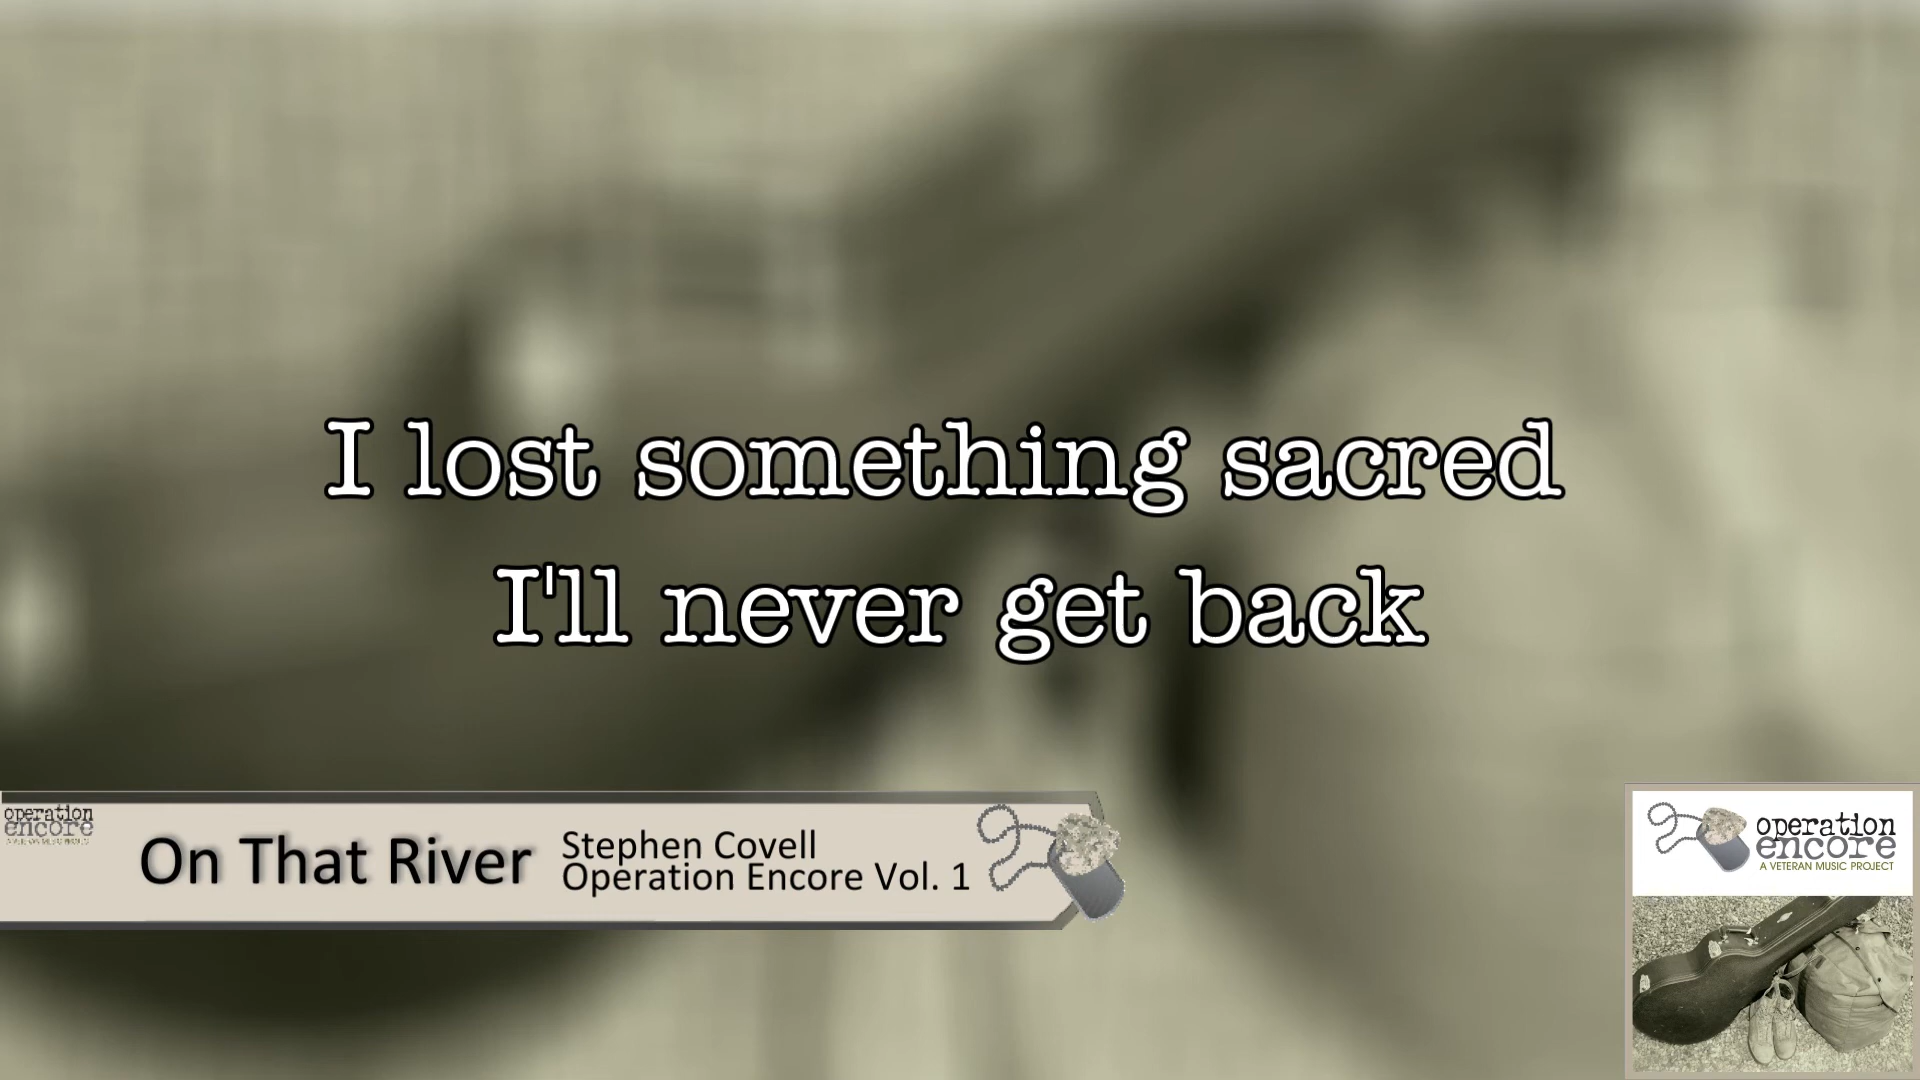 I lost something sacred
I'll never get back
operation
encore
On That River
Stephen Covell
Operation Encore Vol. 1
operation
encore
A VETERAN MUSIC PROJECT